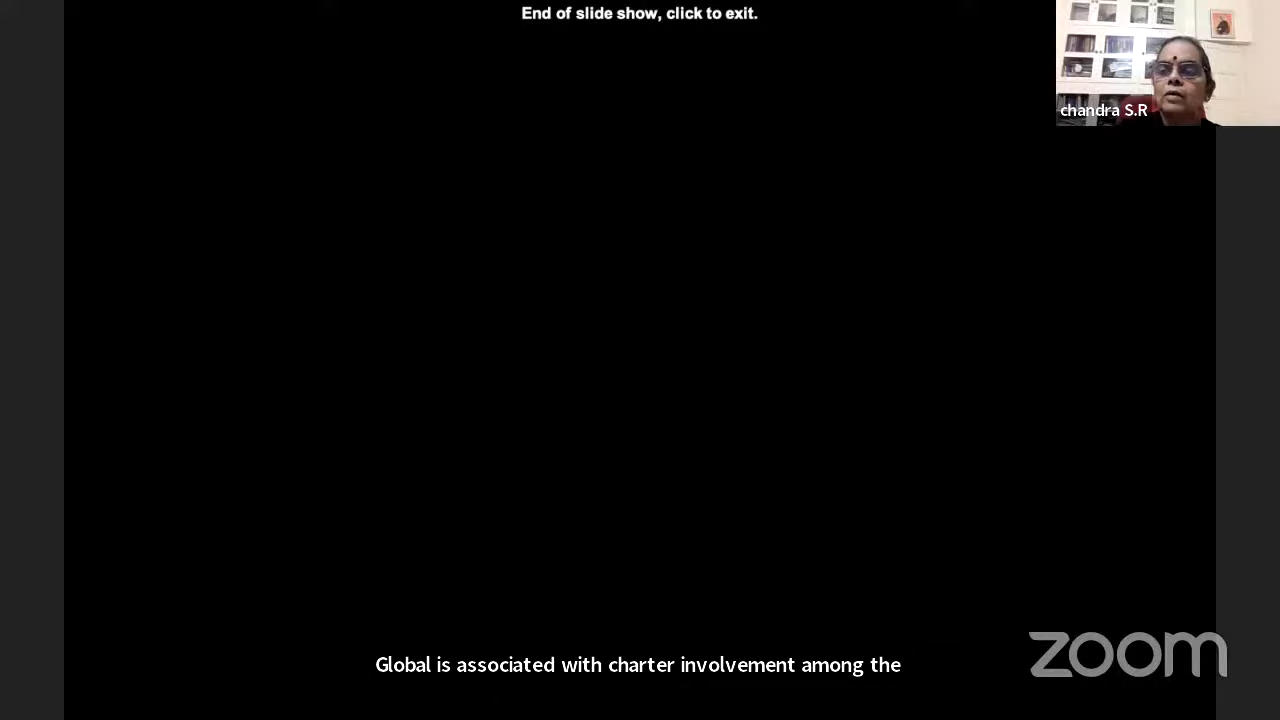 End of slide show, click to exit.
chandra S.R
Global is associated with charter involvement among the
zoom